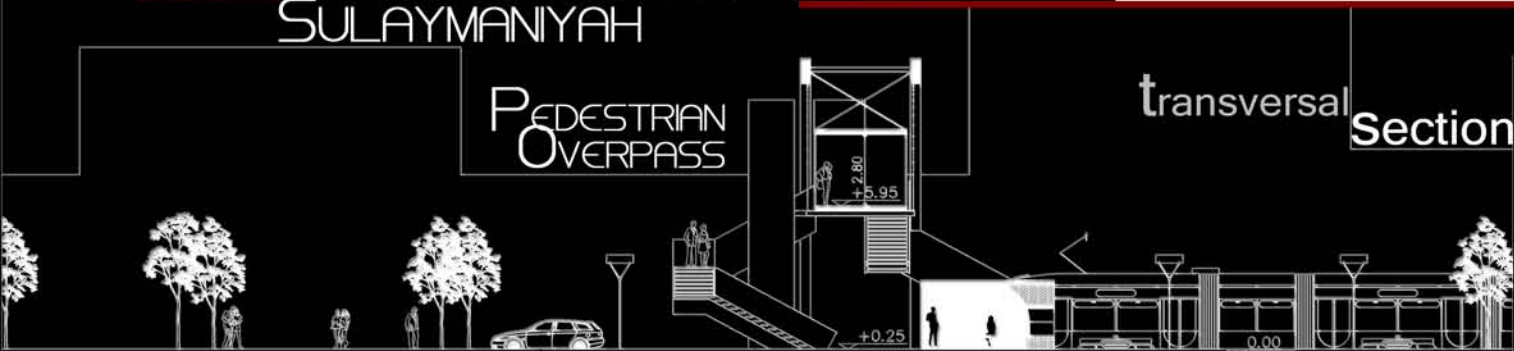 SULAYMANIYAH
PEDESTRIAN
OVERPASS
transversal
Section
2.80
+5.95
+0.25
0.00